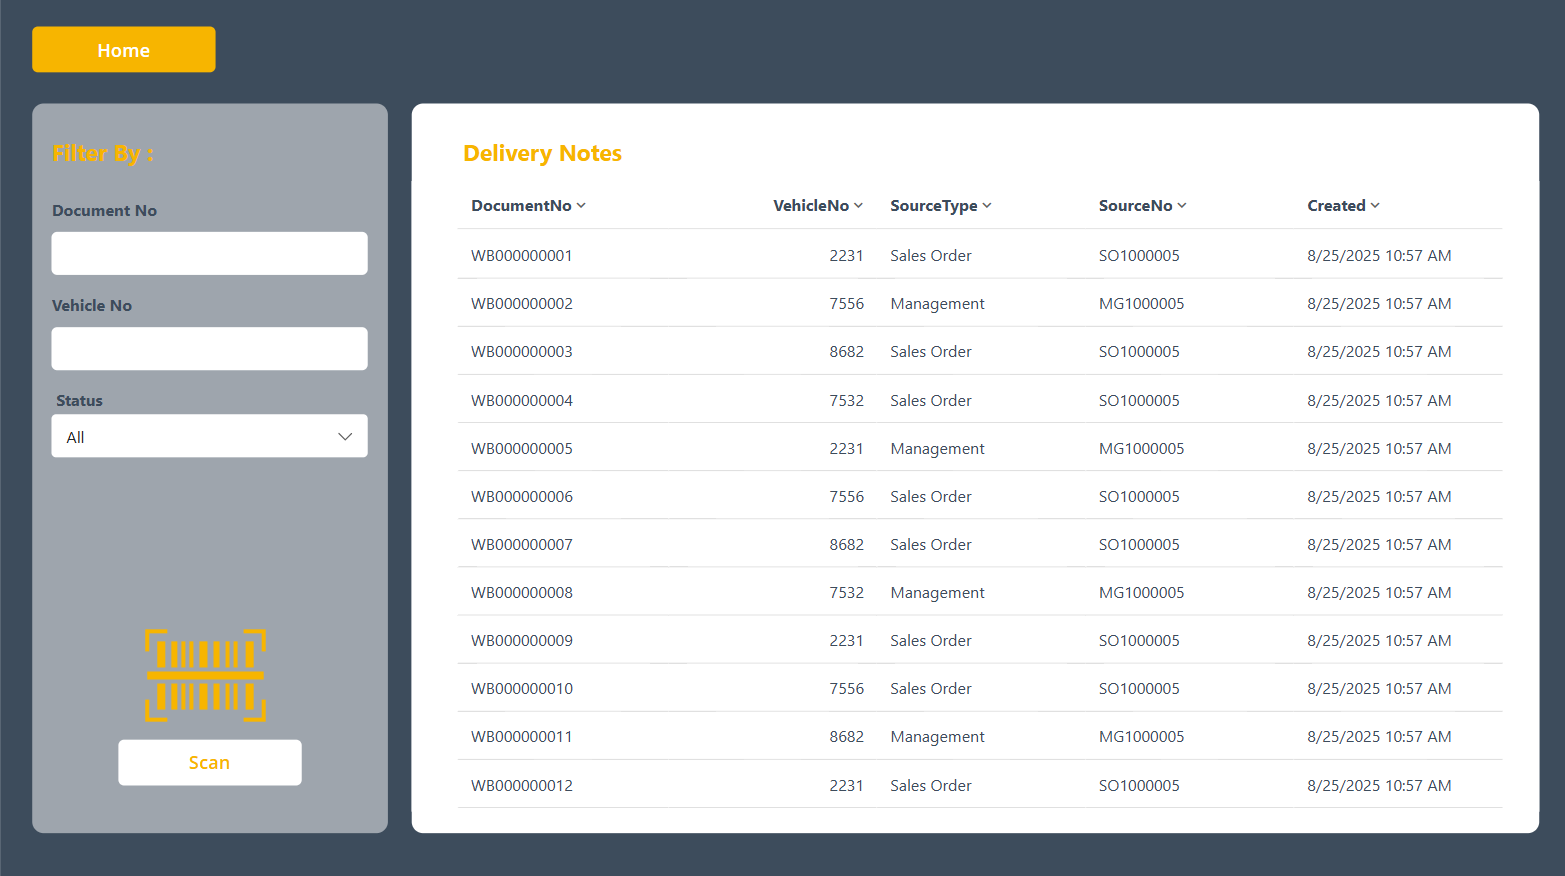 Home
Filter By :
Document No
Vehicle No
Status
All
Scan
Delivery Notes
DocumentNo VehicleNo SourceType SourceNo Created
WB000000001 2231 Sales Order SO1000005 8/25/2025 10:57 AM
WB000000002 7556 Management MG1000005 8/25/2025 10:57 AM
WB000000003 8682 Sales Order SO1000005 8/25/2025 10:57 AM
WB000000004 7532 Sales Order SO1000005 8/25/2025 10:57 AM
WB000000005 2231 Management MG1000005 8/25/2025 10:57 AM
WB000000006 7556 Sales Order SO1000005 8/25/2025 10:57 AM
WB000000007 8682 Sales Order SO1000005 8/25/2025 10:57 AM
WB000000008 7532 Management MG1000005 8/25/2025 10:57 AM
WB000000009 2231 Sales Order SO1000005 8/25/2025 10:57 AM
WB000000010 7556 Sales Order SO1000005 8/25/2025 10:57 AM
WB000000011 8682 Management MG1000005 8/25/2025 10:57 AM
WB000000012 2231 Sales Order SO1000005 8/25/2025 10:57 AM